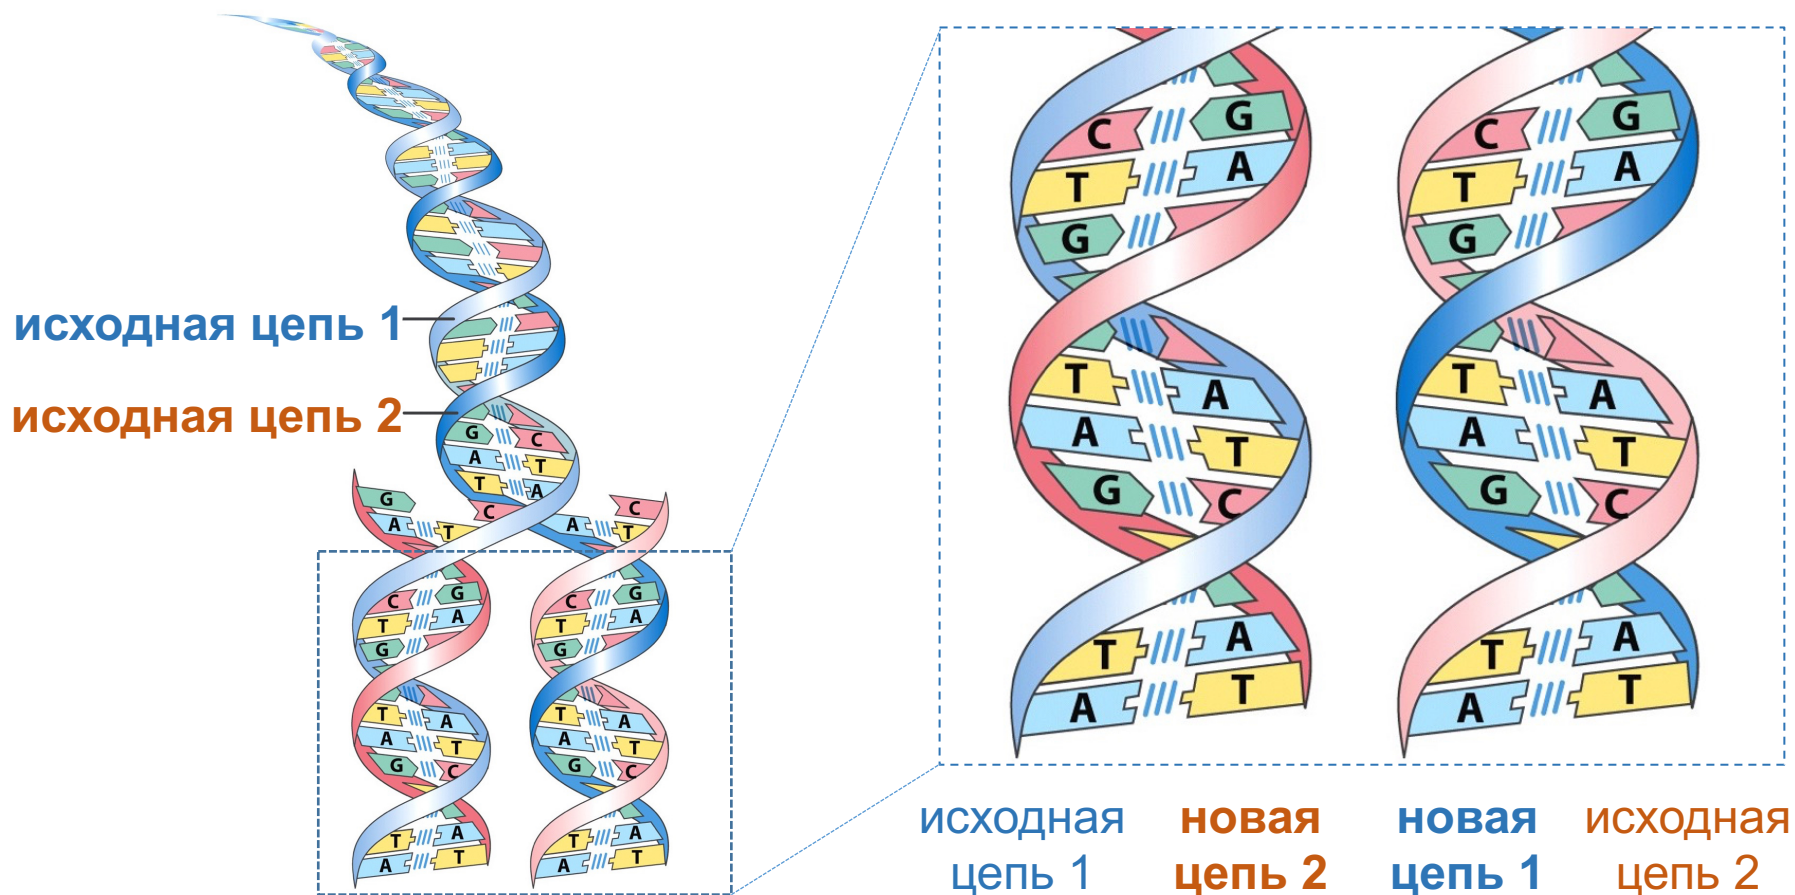 исходная цепь 1
исходная цепь 2
G C
A T
T A
G C C
A T A T
C G C G
T A T A
G G
T A T A
A T A T
G C G C
T A T A
A T A T
C G C G
T A T A
G G
T A T A
A T A T
G C G C
T A T A
A T A T
исходная цепь 1
новая цепь 2
новая цепь 1
исходная цепь 2